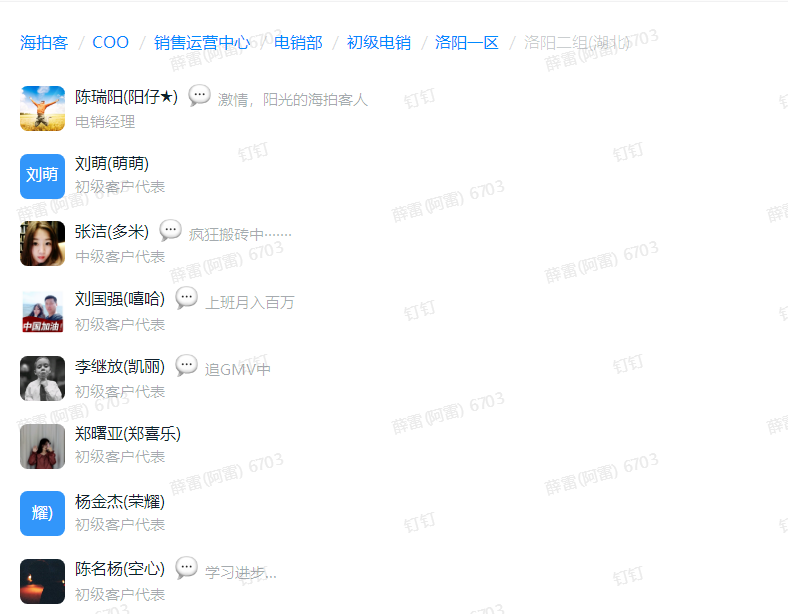 海拍客 / COO / 销售运营中心 / 电销部 / 初级电销 / 洛阳一区 / 洛阳二组(湖北)
陈瑞阳(阳仔★) 激情，阳光的海拍客人
电销经理
刘萌
刘萌(萌萌)
初级客户代表
张洁(多米) 疯狂搬砖中·······
中级客户代表
刘国强(嘻哈) 上班月入百万
中国加油!
初级客户代表
李继放(凯丽) 追GMV中
初级客户代表
郑曙亚(郑喜乐)
初级客户代表
耀)
杨金杰(荣耀)
初级客户代表
陈名杨(空心) 学习进步...
初级客户代表
薛雷(阿雷) 6703
钉钉